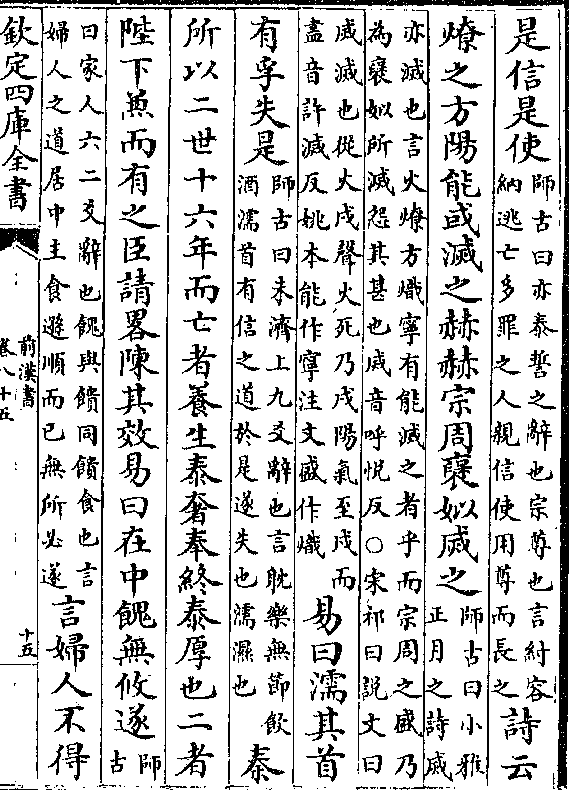 是信是使師古曰亦泰誓之辭也宗尊也言紂容納逃亡多罪之人親信使用尊而長之詩云
燎之方陽能或滅之赫赫宗周褒姒烕之師古曰小雅正月之詩烕
亦滅也言火燎方熾寧有能滅之者乎而宗周之盛乃為褒姒所滅怨其甚也烕音呼悅反○宋祁曰說文曰
烕滅也從火戌聲火死乃戌陽氣至戌而盡音許滅反姚本能作寧注文盛作熾易曰濡其首
有孚失是師古曰未濟上九爻辭也言耽樂無節飲酒濡首有信之道於是遂失也濡濕也秦
所以二世十六年而亡者養生泰奢奉終泰厚也二者
陛下兼而有之臣請畧陳其效易曰在中餽無攸遂師古
曰家人六二爻辭也餽與饋同饋食也言婦人之道居中主食遜順而已無所必遂言婦人不得
欽定四庫全書
前漢書
卷八十五
十五